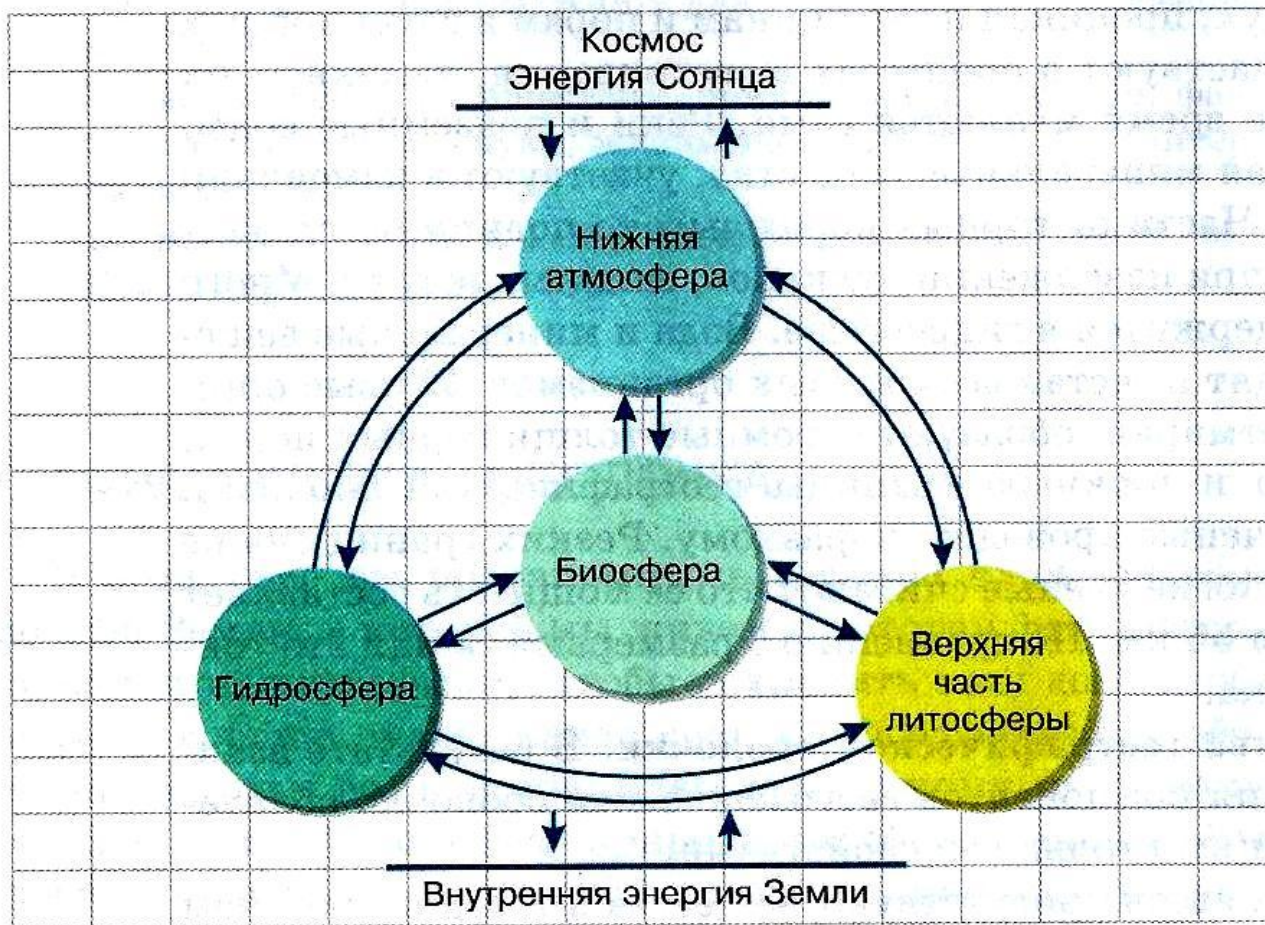 Космос
Энергия Солнца
Нижняя
атмосфера
Биосфера
Гидросфера
Верхняя
часть
литосферы
Внутренняя энергия Земли